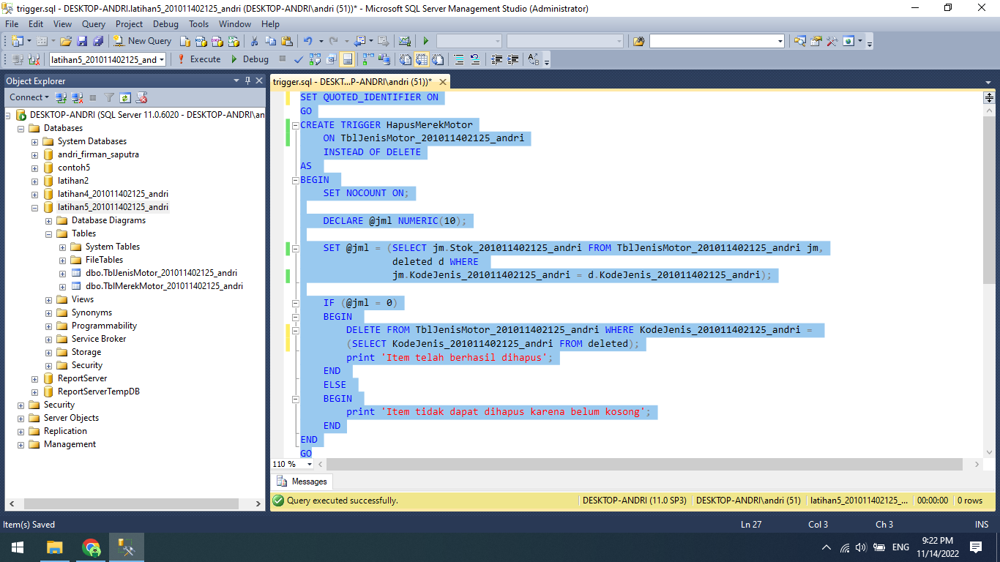 trigger.sql - DESKTOP-ANDRI.latihan5_201011402125_andri (DESKTOP-ANDRI\andri (51))* - Microsoft SQL Server Management Studio (Administrator)
File Edit View Query Project Debug Tools Window Help
New Query
latihan5_201011402125_and Execute Debug
Object Explorer
Connect
DESKTOP-ANDRI (SQL Server 11.0.6020 - DESKTOP-ANDRI\an
Databases
System Databases
andri_firman_saputra
contoh5
latihan2
latihan4_201011402125_andri
latihan5_201011402125_andri
Database Diagrams
Tables
System Tables
FileTables
dbo.TblJenisMotor_201011402125_andri
dbo.TblMerekMotor_201011402125_andri
Views
Synonyms
Programmability
Service Broker
Storage
Security
ReportServer
ReportServerTempDB
Security
Server Objects
Replication
Management
trigger.sql - DESKT...P-ANDRI\andri (51))*
SET QUOTED_IDENTIFIER ON
GO
CREATE TRIGGER HapusMerekMotor
ON TblJenisMotor_201011402125_andri
INSTEAD OF DELETE
AS
BEGIN
SET NOCOUNT ON;
DECLARE @jml NUMERIC(10);
SET @jml = (SELECT jm.Stok_201011402125_andri FROM TblJenisMotor_201011402125_andri jm,
deleted d WHERE
jm.KodeJenis_201011402125_andri = d.KodeJenis_201011402125_andri);
IF (@jml = 0)
BEGIN
DELETE FROM TblJenisMotor_201011402125_andri WHERE KodeJenis_201011402125_andri =
(SELECT KodeJenis_201011402125_andri FROM deleted);
print 'Item telah berhasil dihapus';
END
ELSE
BEGIN
print 'Item tidak dapat dihapus karena belum kosong';
END
END
GO
110 %
Messages
Query executed successfully. DESKTOP-ANDRI (11.0 SP3) DESKTOP-ANDRI\andri (51) latihan5_201011402125_... 00:00:00 0 rows
Item(s) Saved Ln 27 Col 3 Ch 3 INS
ENG
9:22 PM
11/14/2022